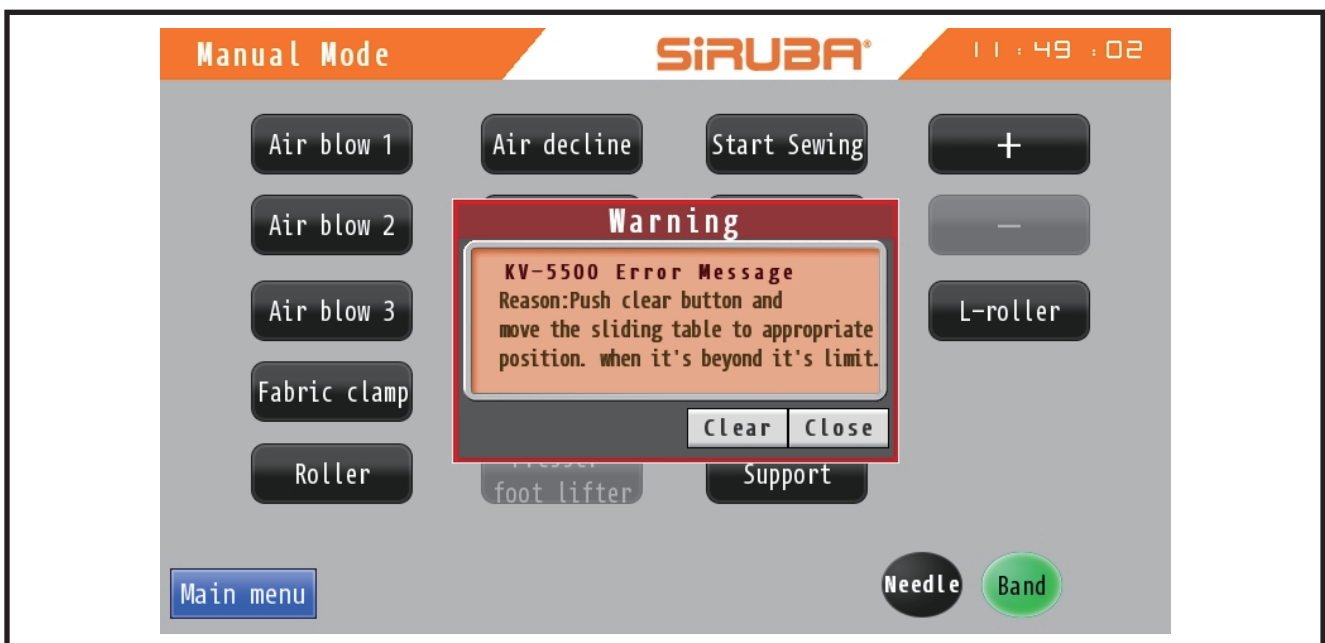 Manual Mode
SiRUBA®
11:49:02
Air blow 1
Air decline
Start Sewing
+
Air blow 2
Warning
−
KV-5500 Error Message
Reason:Push clear button and
move the sliding table to appropriate
position. when it's beyond it's limit.
Air blow 3
L-roller
Fabric clamp
Clear
Close
Roller
foot lifter
Support
Main menu
Needle
Band